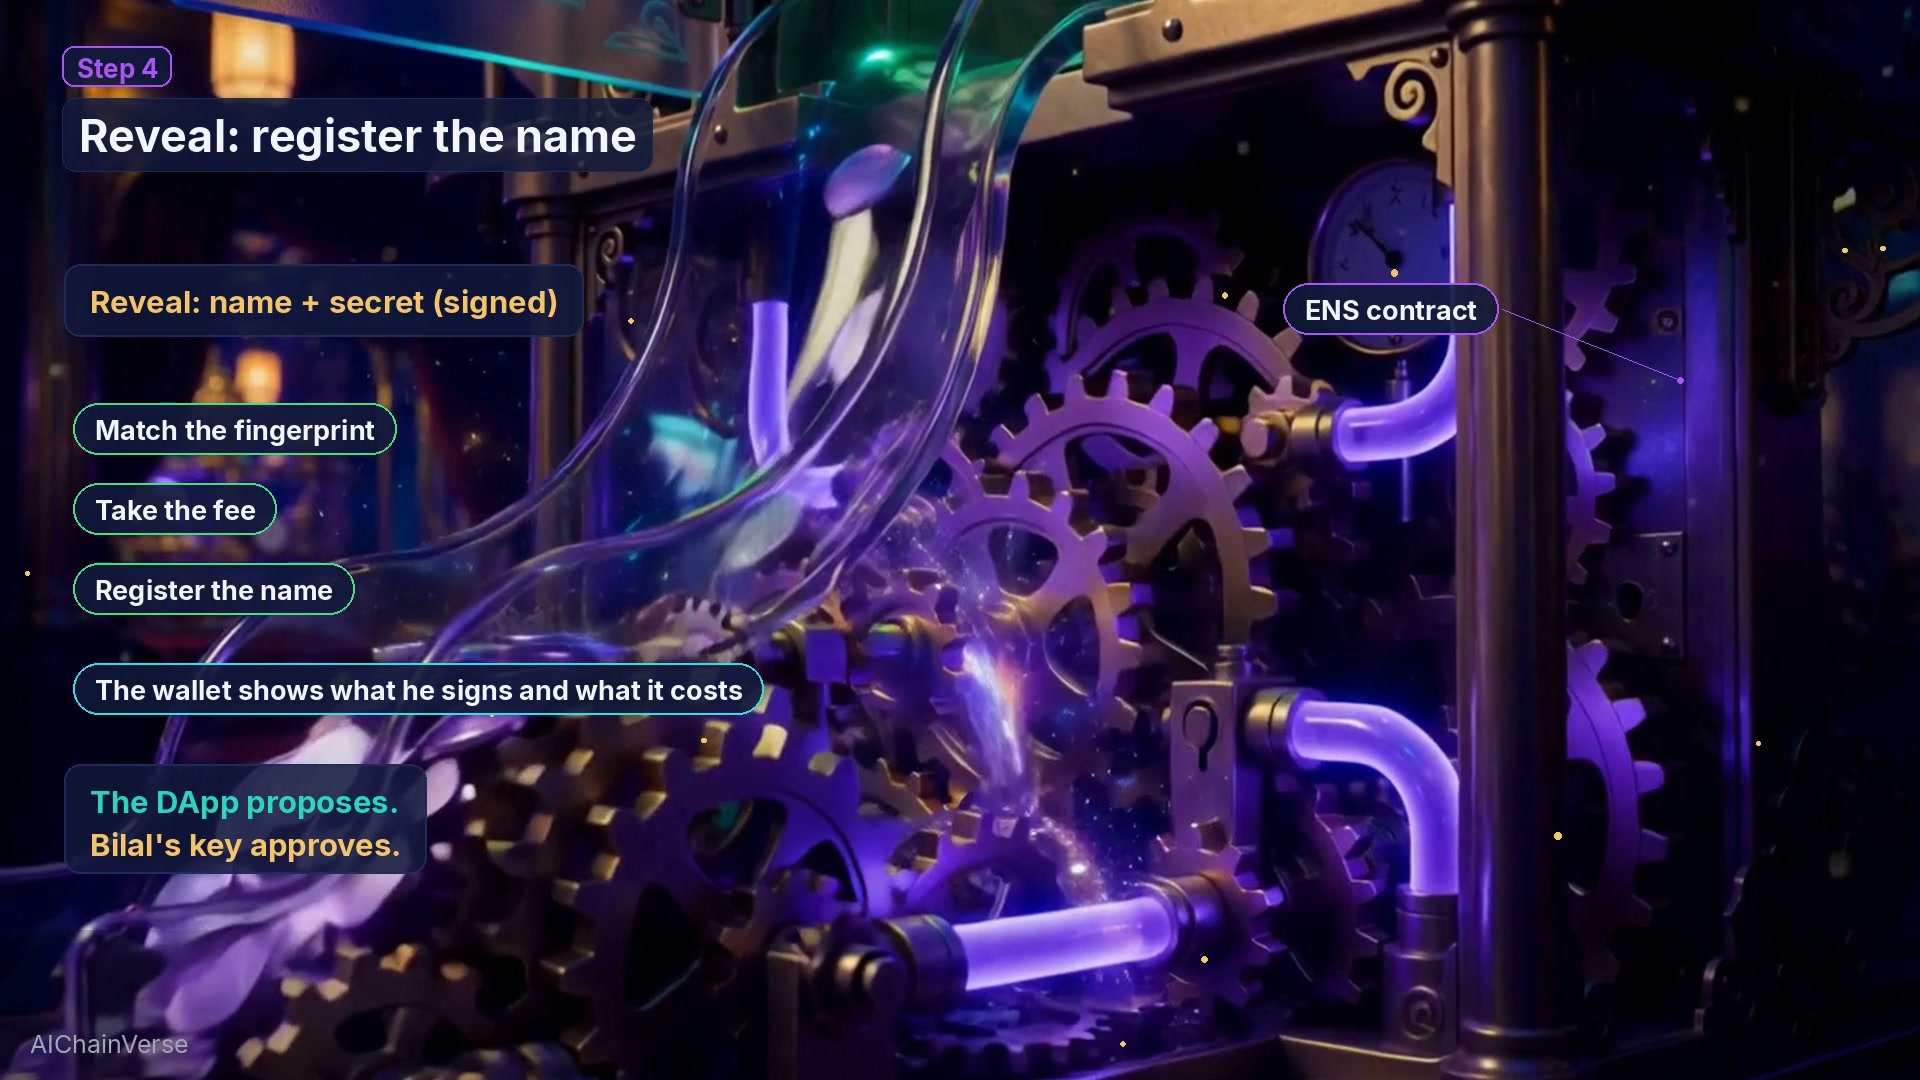 Step 4
Reveal: register the name
Reveal: name + secret (signed)
ENS contract
Match the fingerprint
Take the fee
Register the name
The wallet shows what he signs and what it costs
The DApp proposes.
Bilal's key approves.
AIChainVerse